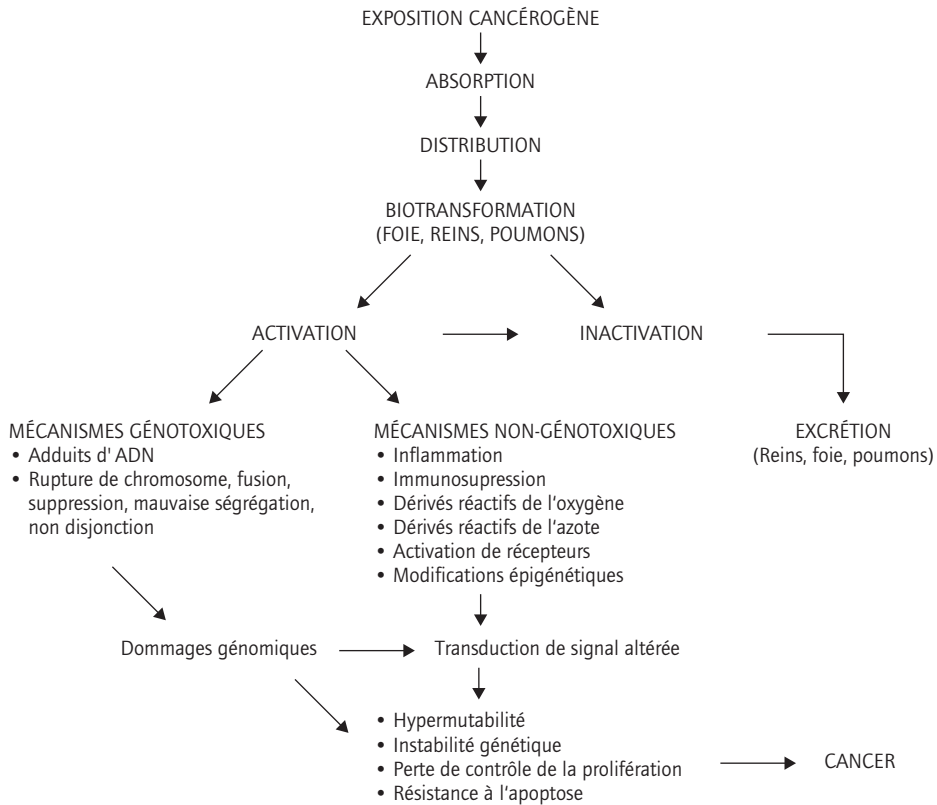 EXPOSITION CANCÉROGÈNE
ABSORPTION
DISTRIBUTION
BIOTRANSFORMATION
(FOIE, REINS, POUMONS)
ACTIVATION
INACTIVATION
MÉCANISMES GÉNOTOXIQUES
• Adduits d' ADN
• Rupture de chromosome, fusion,
suppression, mauvaise ségrégation,
non disjonction
MÉCANISMES NON-GÉNOTOXIQUES
• Inflammation
• Immunosupression
• Dérivés réactifs de l'oxygène
• Dérivés réactifs de l'azote
• Activation de récepteurs
• Modifications épigénétiques
EXCRÉTION
(Reins, foie, poumons)
Dommages génomiques
Transduction de signal altérée
• Hypermutabilité
• Instabilité génétique
• Perte de contrôle de la prolifération
• Résistance à l'apoptose
CANCER